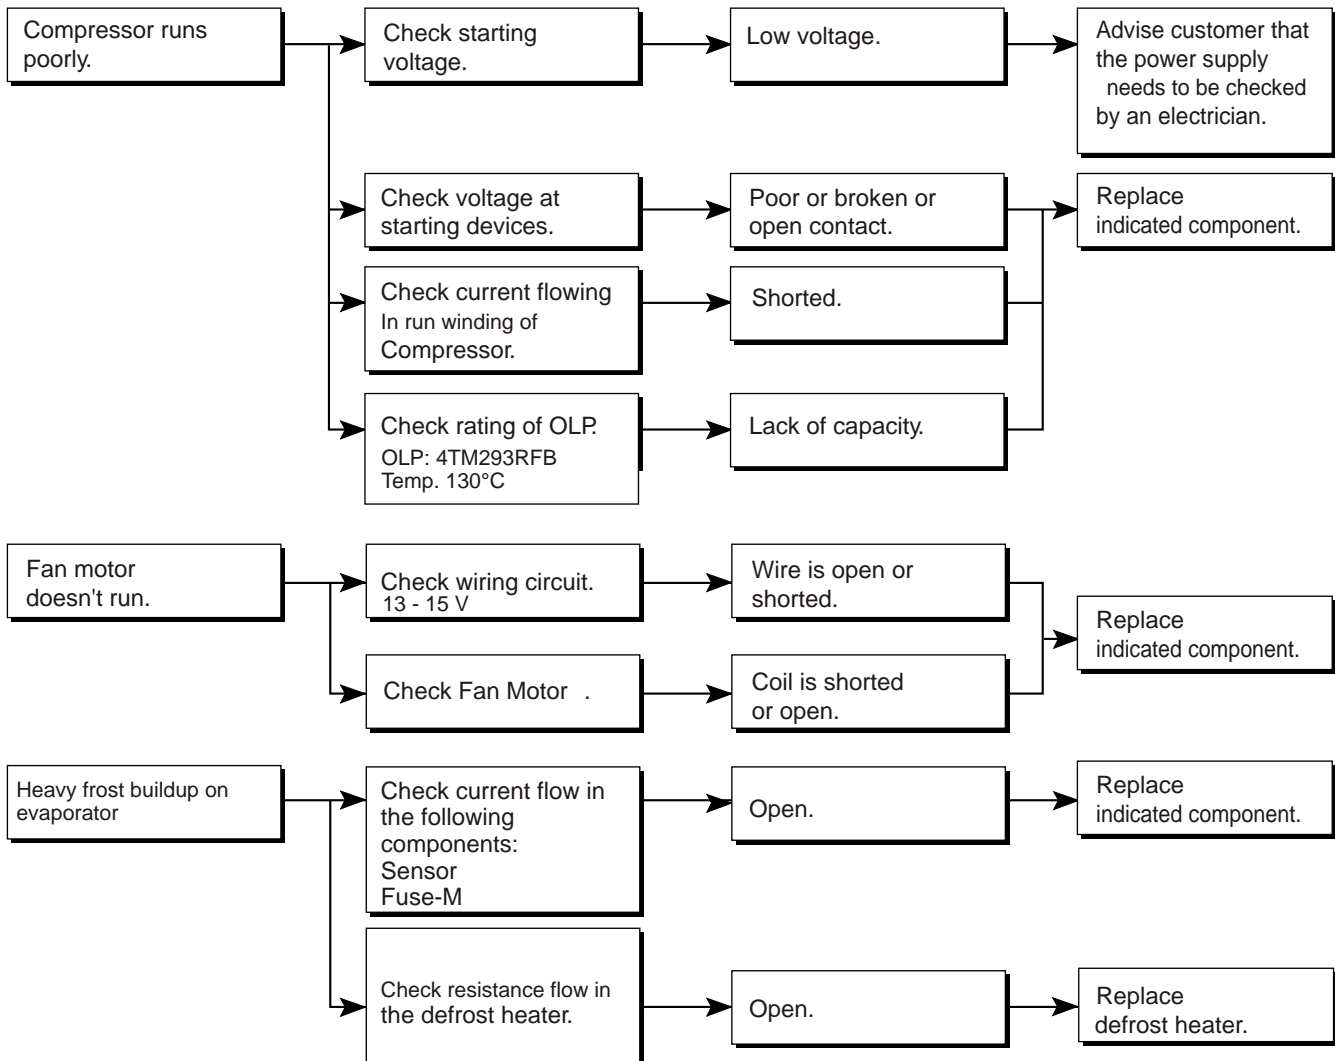 Compressor runs
poorly.
Check starting
voltage.
Low voltage.
Advise customer that
the power supply
needs to be checked
by an electrician.
Check voltage at
starting devices.
Poor or broken or
open contact.
Replace
indicated component.
Check current flowing
In run winding of
Compressor.
Shorted.
Check rating of OLP.
OLP: 4TM293RFB
Temp. 130°C
Lack of capacity.
Fan motor
doesn't run.
Check wiring circuit.
13 - 15 V
Wire is open or
shorted.
Replace
indicated component.
Check Fan Motor .
Coil is shorted
or open.
Heavy frost buildup on
evaporator
Check current flow in
the following
components:
Sensor
Fuse-M
Open.
Replace
indicated component.
Check resistance flow in
the defrost heater.
Open.
Replace
defrost heater.